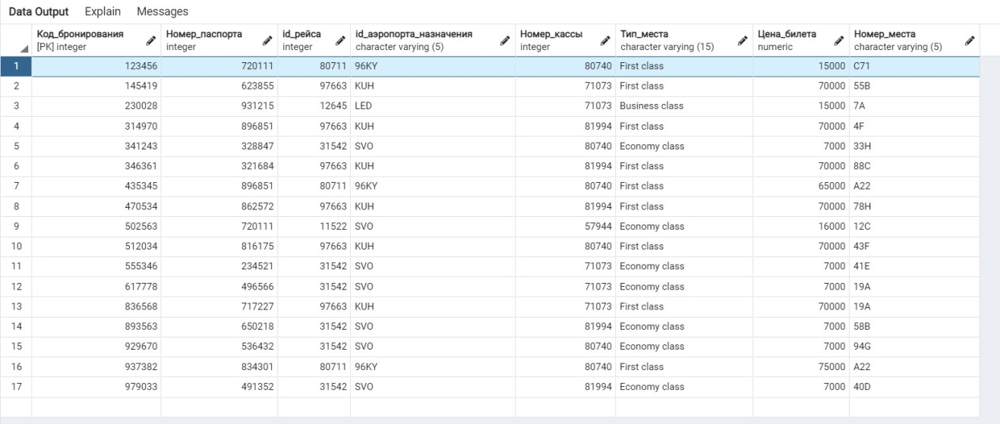 Data Output Explain Messages
Код_бронирования Номер_паспорта id_рейса id_аэропорта_назначения Номер_кассы Тип_места Цена_билета Номер_места
[PK] integer integer integer character varying (5) integer character varying (15) numeric character varying (5)
1 123456 720111 80711 96KY 80740 First class 15000 C71
2 145419 623855 97663 KUH 71073 First class 70000 55B
3 230028 931215 12645 LED 71073 Business class 15000 7A
4 314970 896851 97663 KUH 81994 First class 70000 4F
5 341243 328847 31542 SVO 80740 Economy class 7000 33H
6 346361 321684 97663 KUH 81994 First class 70000 88C
7 435345 896851 80711 96KY 80740 First class 65000 A22
8 470534 862572 97663 KUH 81994 First class 70000 78H
9 502563 720111 11522 SVO 57944 Economy class 16000 12C
10 512034 816175 97663 KUH 80740 First class 70000 43F
11 555346 234521 31542 SVO 71073 Economy class 7000 41E
12 617778 496566 31542 SVO 71073 Economy class 7000 19A
13 836568 717227 97663 KUH 71073 First class 70000 19A
14 893563 650218 31542 SVO 81994 Economy class 7000 58B
15 929670 536432 31542 SVO 80740 Economy class 7000 94G
16 937382 834301 80711 96KY 80740 First class 75000 A22
17 979033 491352 31542 SVO 81994 Economy class 7000 40D